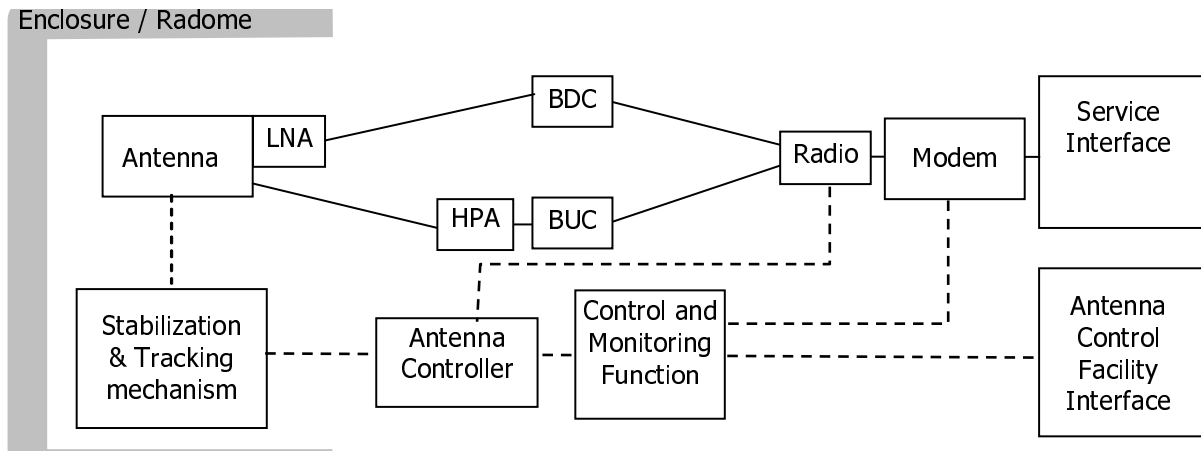 Enclosure / Radome
BDC
LNA
Antenna
Radio
Modem
Service
Interface
HPA
BUC
Stabilization
& Tracking
mechanism
Antenna
Controller
Control and
Monitoring
Function
Antenna
Control
Facility
Interface